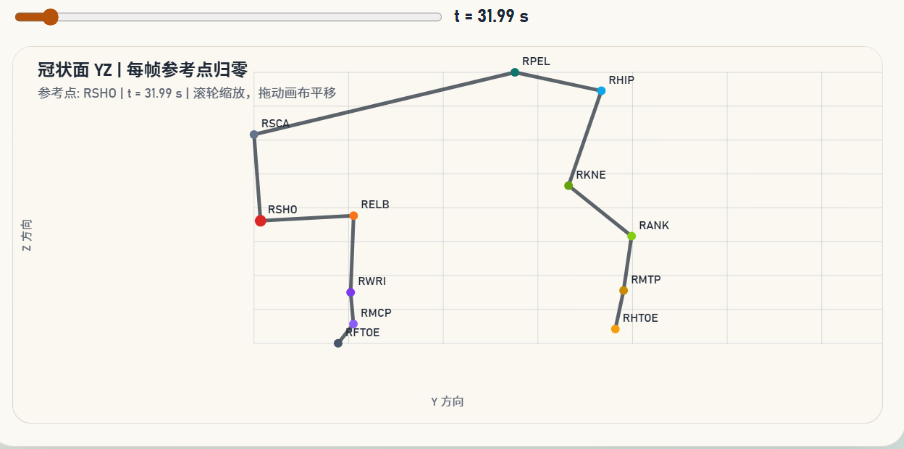 t = 31.99 s
冠状面 YZ | 每帧参考点归零
参考点: RSHO | t = 31.99 s | 滚轮缩放，拖动画布平移
RPEL
RHIP
RSCA
RKNE
RELB
RSHO
RANK
Z 方向
RWRI
RMTP
RMCP
RHTOE
RFTOE
Y 方向